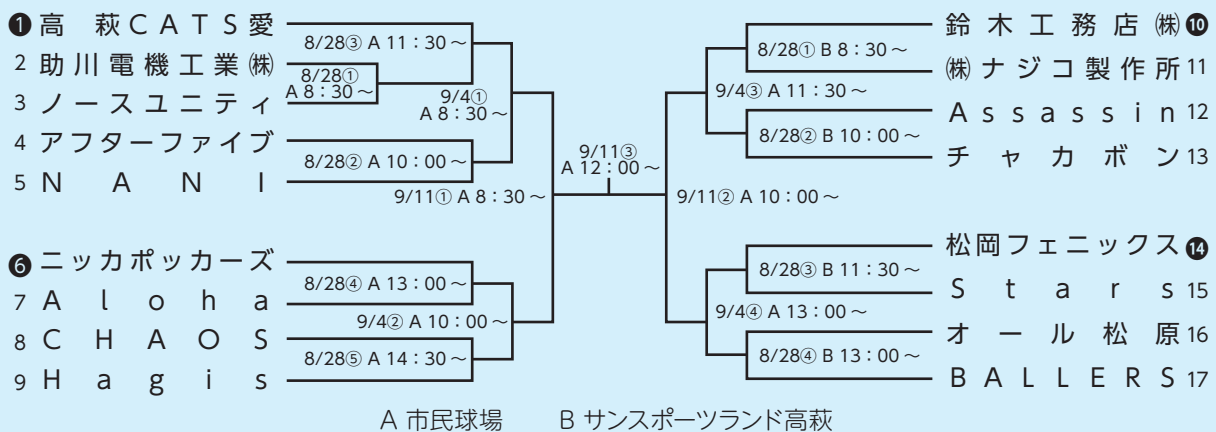 ❶ 高萩CATS愛
2 助川電機工業㈱
3 ノースユニティ
4 アフターファイブ
5 NANI
❻ ニッカポッカーズ
7 Aloha
8 CHAOS
9 Hagis
8/28③ A 11:30～
8/28①
A 8:30～
8/28② A 10:00～
9/4①
A 8:30～
9/11① A 8:30～
8/28④ A 13:00～
9/4② A 10:00～
8/28⑤ A 14:30～
9/11③
A 12:00～
鈴木工務店㈱ ❿
㈱ナジコ製作所 11
Assassin 12
チャカボン 13
松岡フェニックス ⓮
Stars 15
オール松原 16
BALLERS 17
8/28① B 8:30～
9/4③ A 11:30～
8/28② B 10:00～
9/11② A 10:00～
8/28③ B 11:30～
9/4④ A 13:00～
8/28④ B 13:00～
A 市民球場 B サンスポーツランド高萩